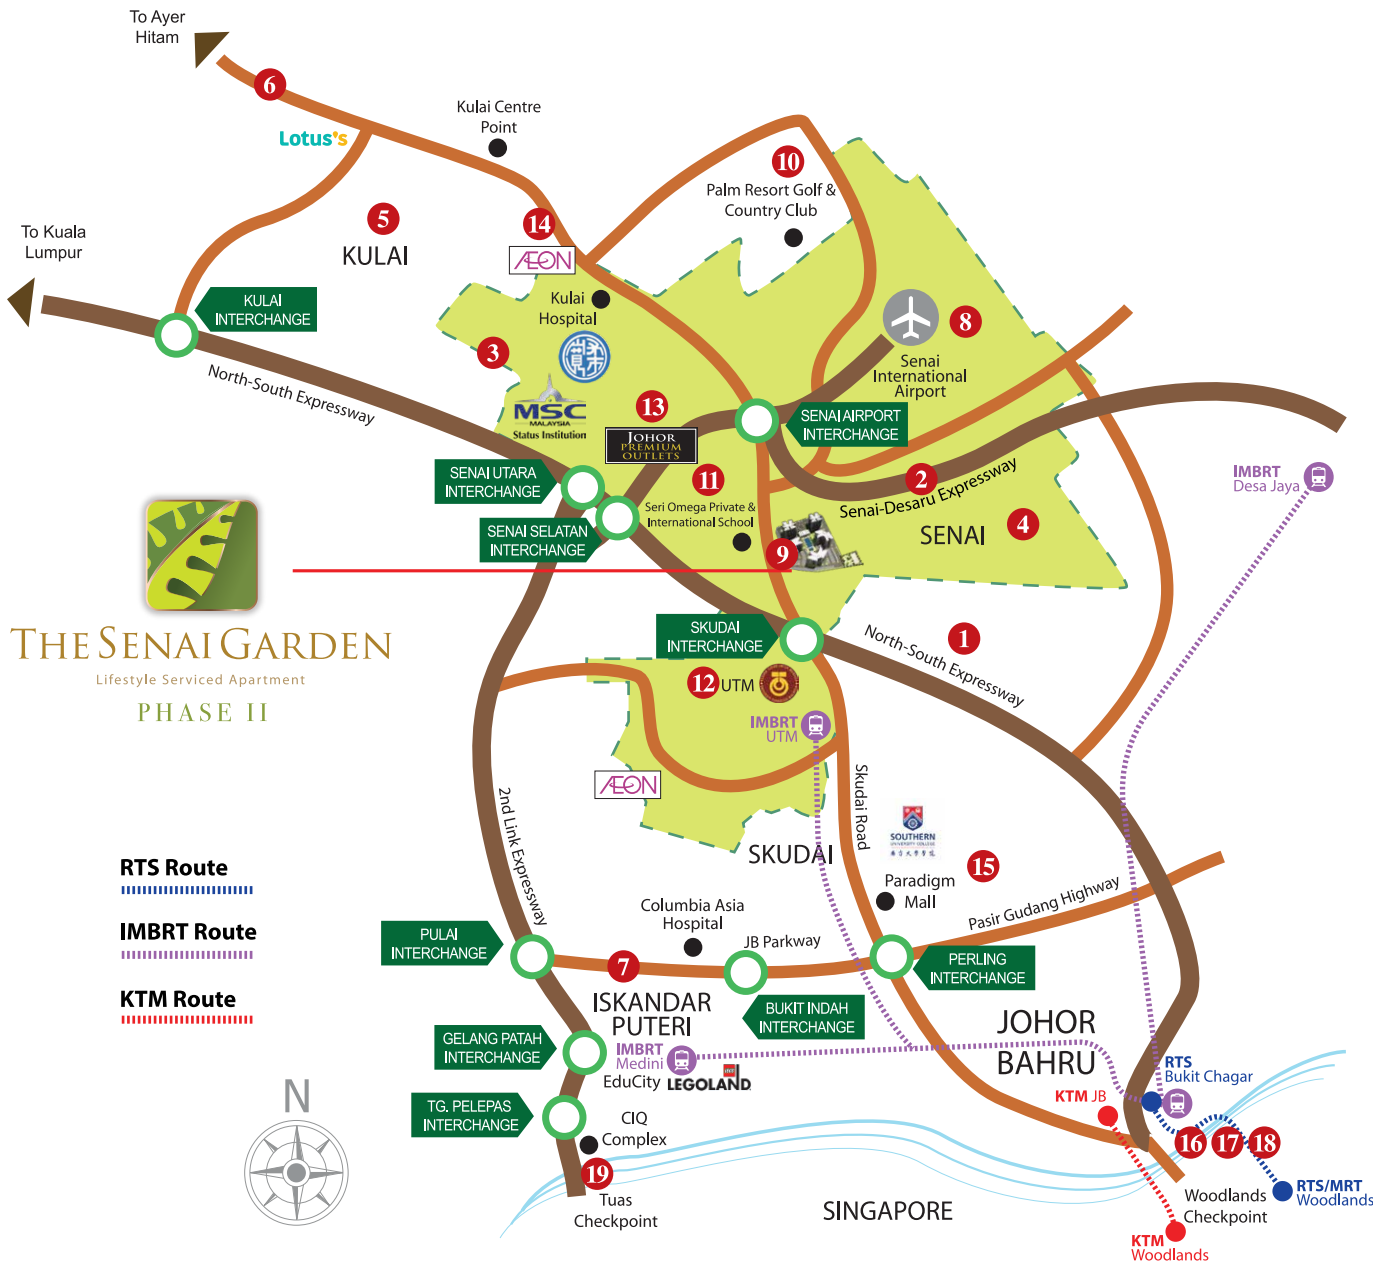 To Ayer
Hitam
6
Lotus's
Kulai Centre
Point
10
Palm Resort Golf &
Country Club
5
KULAI
14
ÆON
To Kuala
Lumpur
KULAI
INTERCHANGE
North-South Expressway
Kulai
Hospital
3
MSC
MALAYSIA
Status Institution
8
Senai
International
Airport
13
JOHOR
PREMIUM
OUTLETS
SENAI AIRPORT
INTERCHANGE
SENAI UTARA
INTERCHANGE
11
Seri Omega Private &
International School
2
Senai-Desaru Expressway
SENAI
4
IMBRT
Desa Jaya
SENAI SELATAN
INTERCHANGE
9
THE SENAI GARDEN
Lifestyle Serviced Apartment
PHASE II
SKUDAI
INTERCHANGE
1
North-South Expressway
12
UTM
IMBRT
UTM
ÆON
2nd Link Expressway
Skudai Road
SKUDAI
SOUTHERN
UNIVERSITY COLLEGE
南方大學學院
15
Paradigm
Mall
Pasir Gudang Highway
RTS Route
IMBRT Route
KTM Route
Columbia Asia
Hospital
JB Parkway
PULAI
INTERCHANGE
7
PERLING
INTERCHANGE
ISKANDAR
PUTERI
BUKIT INDAH
INTERCHANGE
JOHOR
BAHRU
GELANG PATAH
INTERCHANGE
IMBRT
Medini
EduCity
LEGOLAND
RTS
Bukit Chagar
KTM JB
TG. PELEPAS
INTERCHANGE
CIQ
Complex
N
16
17
18
19
Tuas
Checkpoint
SINGAPORE
Woodlands
Checkpoint
RTS/MRT
Woodlands
KTM
Woodlands